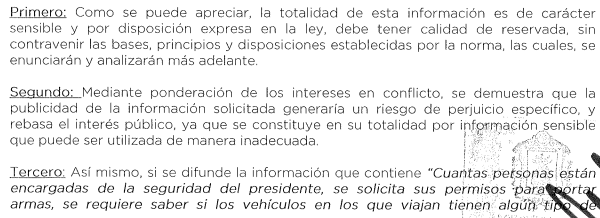 Primero: Como se puede apreciar, la totalidad de esta información es de carácter
sensible y por disposición expresa en la ley, debe tener calidad de reservada, sin
contravenir las bases, principios y disposiciones establecidas por la norma, las cuales, se
enunciarán y analizarán más adelante.
Segundo: Mediante ponderación de los intereses en conflicto, se demuestra que la
publicidad de la información solicitada generaría un riesgo de perjuicio específico, y
rebasa el interés público, ya que se constituye en su totalidad por información sensible
que puede ser utilizada de manera inadecuada.
Tercero: Así mismo, si se difunde la información que contiene “Cuantas personas están
encargadas de la seguridad del presidente, se solicita sus permisos para portar
armas, se requiere saber si los vehículos en los que viajan tienen algún tipo de